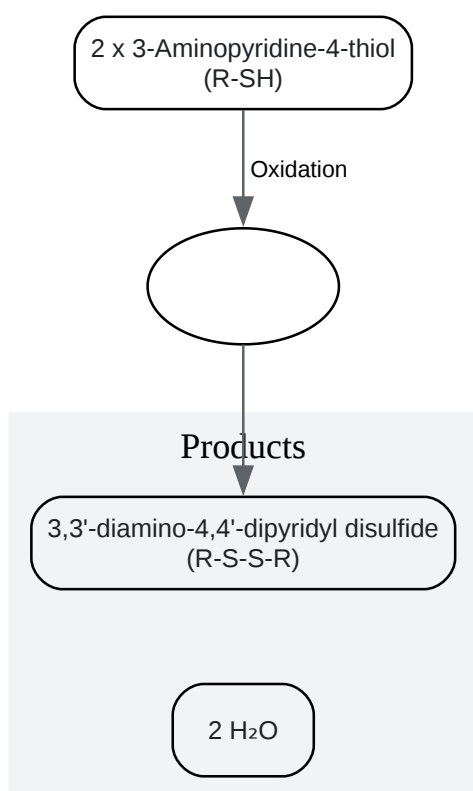 2 x 3-Aminopyridine-4-thiol
(R-SH)
Oxidation
Products
3,3'-diamino-4,4'-dipyridyl disulfide
(R-S-S-R)
2 H₂O